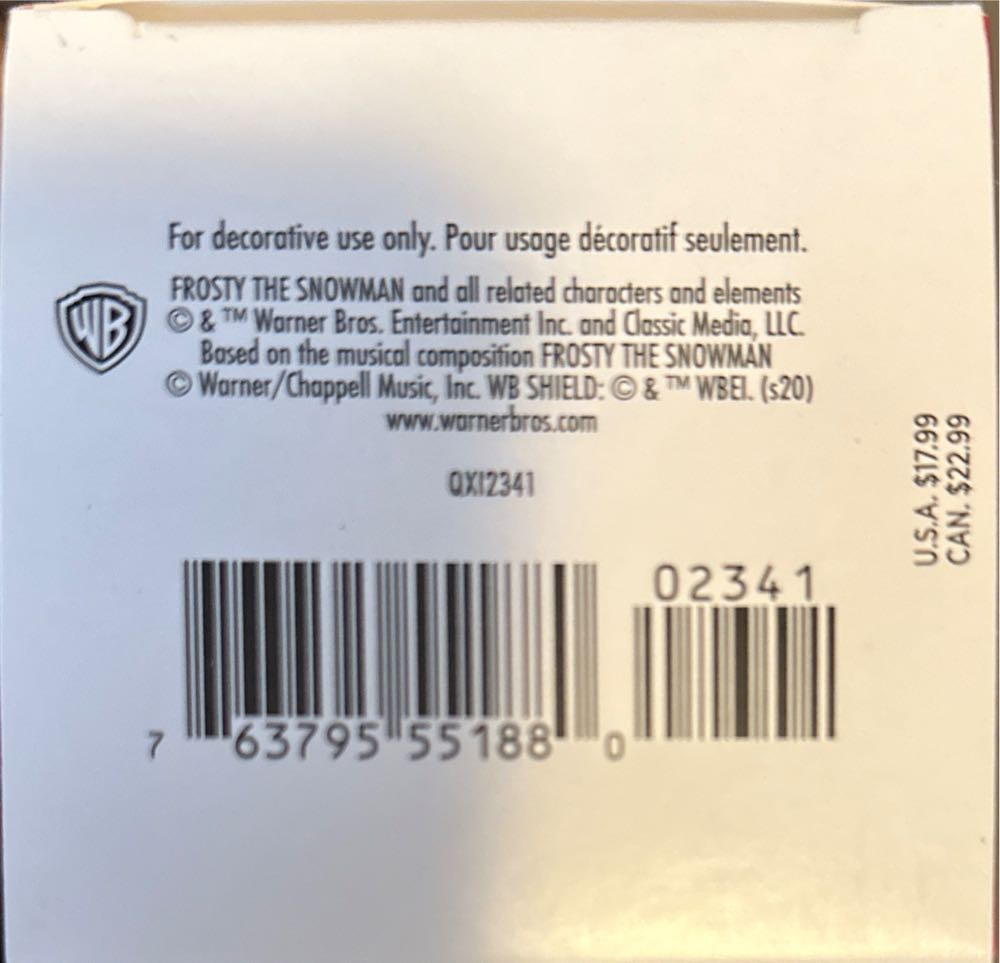 For decorative use only. Pour usage décoratif seulement.
WB
FROSTY THE SNOWMAN and all related characters and elements
© & ™ Warner Bros. Entertainment Inc. and Classic Media, LLC.
Based on the musical composition FROSTY THE SNOWMAN
© Warner/Chappell Music, Inc. WB SHIELD: © & ™ WBEI. (s20)
www.warnerbros.com
QXI2341
U.S.A. $17.99
CAN. $22.99
02341
7 63795 55188 0